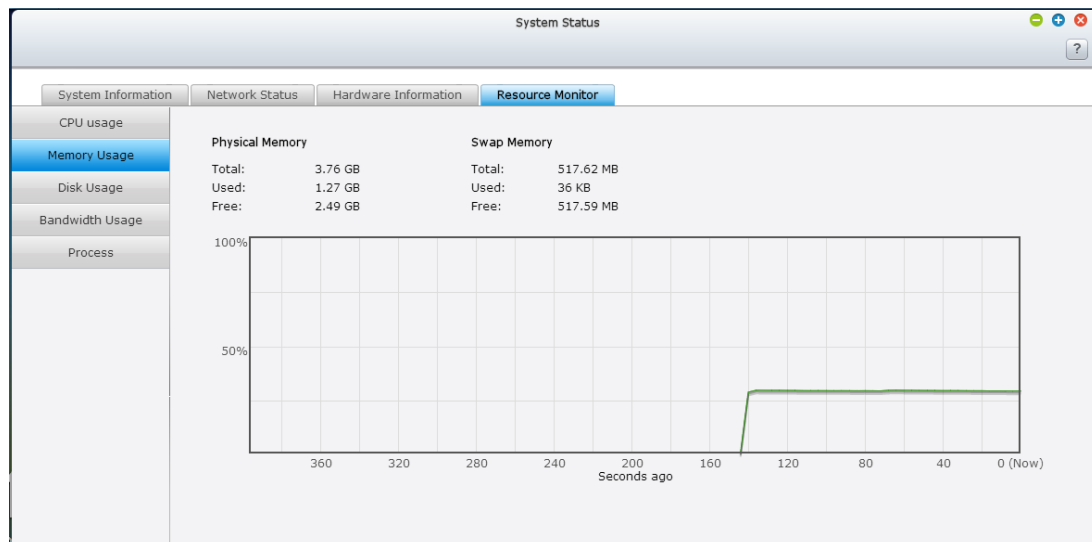 System Status
?
System Information Network Status Hardware Information Resource Monitor
CPU usage
Memory Usage
Disk Usage
Bandwidth Usage
Process
Physical Memory
Total: 3.76 GB
Used: 1.27 GB
Free: 2.49 GB
Swap Memory
Total: 517.62 MB
Used: 36 KB
Free: 517.59 MB
100%
50%
360 320 280 240 200 160 120 80 40 0 (Now)
Seconds ago